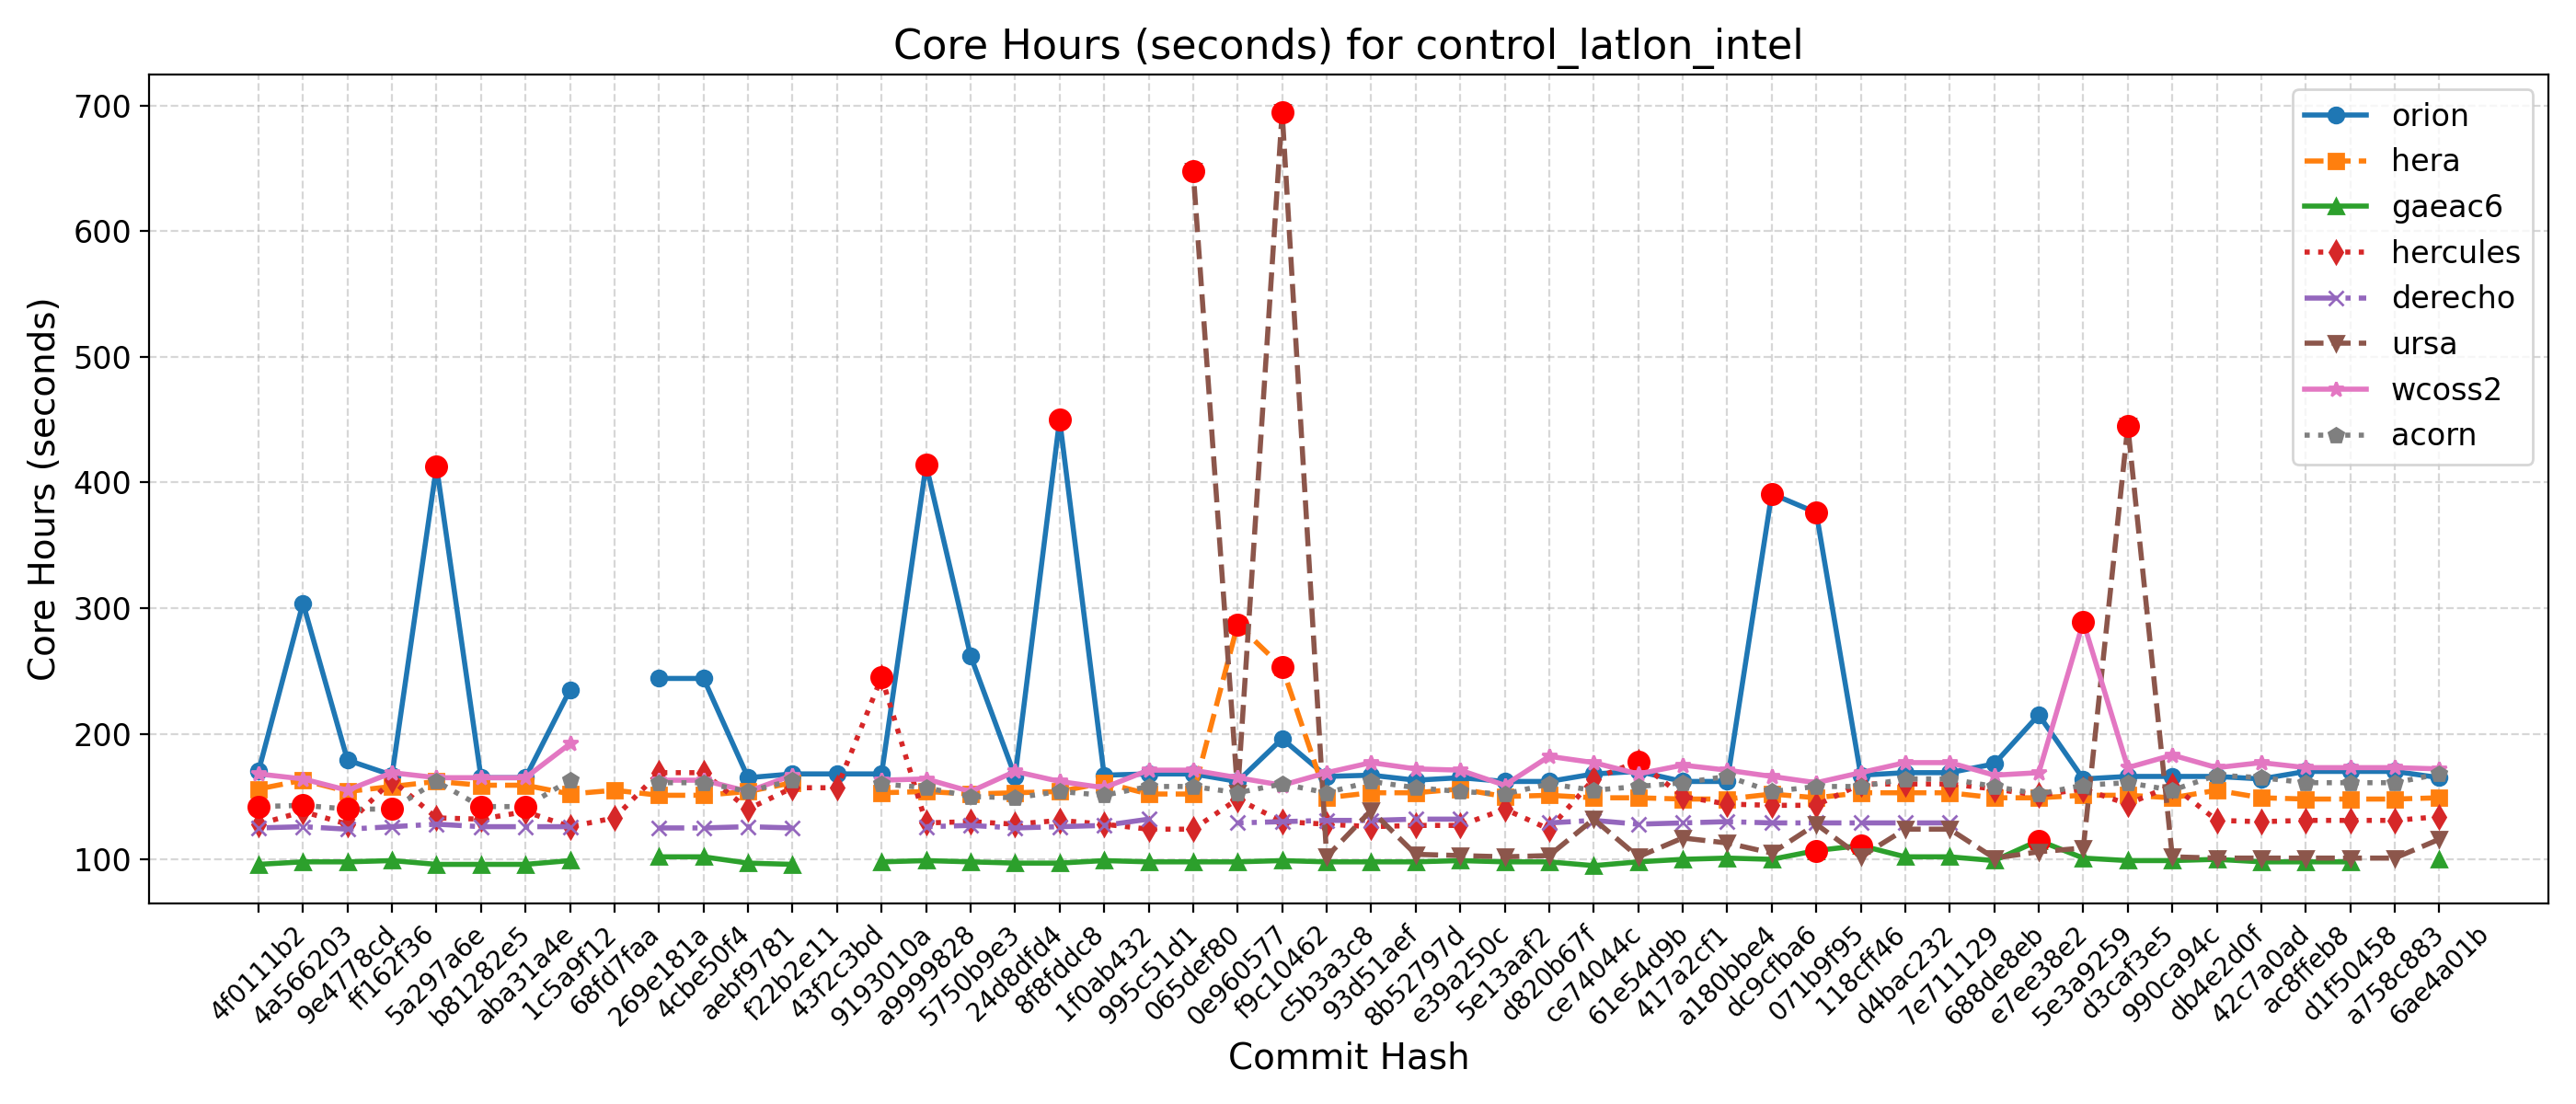 Core Hours (seconds) for control_latlon_intel
Core Hours (seconds)
700
600
500
400
300
200
100
orion
hera
gaeac6
hercules
derecho
ursa
wcoss2
acorn
4f0111b2
4a566203
9e4778cd
ff162f36
5a297a6e
b81282e5
aba31a4e
1c5a9f12
68fd7faa
269e181a
4cbe50f4
aebf9781
f22b2e11
43f2c3bd
9193010a
a9999828
5750b9e3
24d8dfd4
8f8fddc8
1f0ab432
995c51d1
065def80
0e960577
f9c10462
c5b3a3c8
93d51aef
8b52797d
e39a250c
5e13aaf2
d820b67f
ce74044c
61e54d9b
417a2cf1
a180bbe4
dc9cfba6
071b9f95
118cff46
d4bac232
7e711129
688de8eb
e7ee38e2
5e3a9259
d3caf3e5
990ca94c
db4e2d0f
42c7a0ad
ac8ffeb8
d1f50458
a758c883
6ae4a01b
Commit Hash